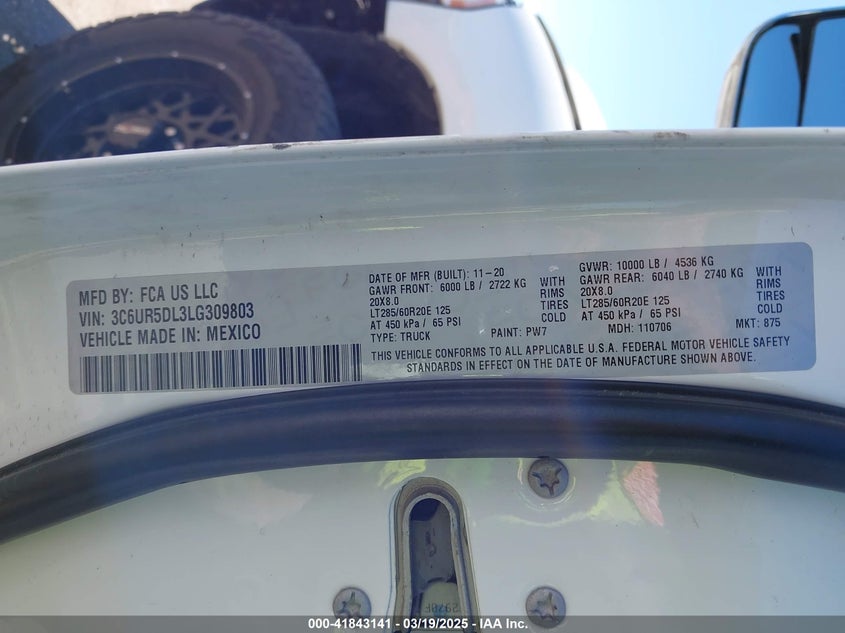 MFD BY: FCA US LLC
VIN: 3C6UR5DL3LG309803
VEHICLE MADE IN: MEXICO
DATE OF MFR (BUILT): 11-20
GAWR FRONT: 6000 LB / 2722 KG WITH
20X8.0 RIMS
LT285/60R20E 125 TIRES
AT 450 kPa / 65 PSI COLD
TYPE: TRUCK PAINT: PW7
GVWR: 10000 LB / 4536 KG
GAWR REAR: 6040 LB / 2740 KG WITH
20X8.0 RIMS
LT285/60R20E 125 TIRES
AT 450 kPa / 65 PSI COLD
MDH: 110706 MKT: 875
THIS VEHICLE CONFORMS TO ALL APPLICABLE U.S.A. FEDERAL MOTOR VEHICLE SAFETY
STANDARDS IN EFFECT ON THE DATE OF MANUFACTURE SHOWN ABOVE.
000-41843141 - 03/19/2025 - IAA Inc.